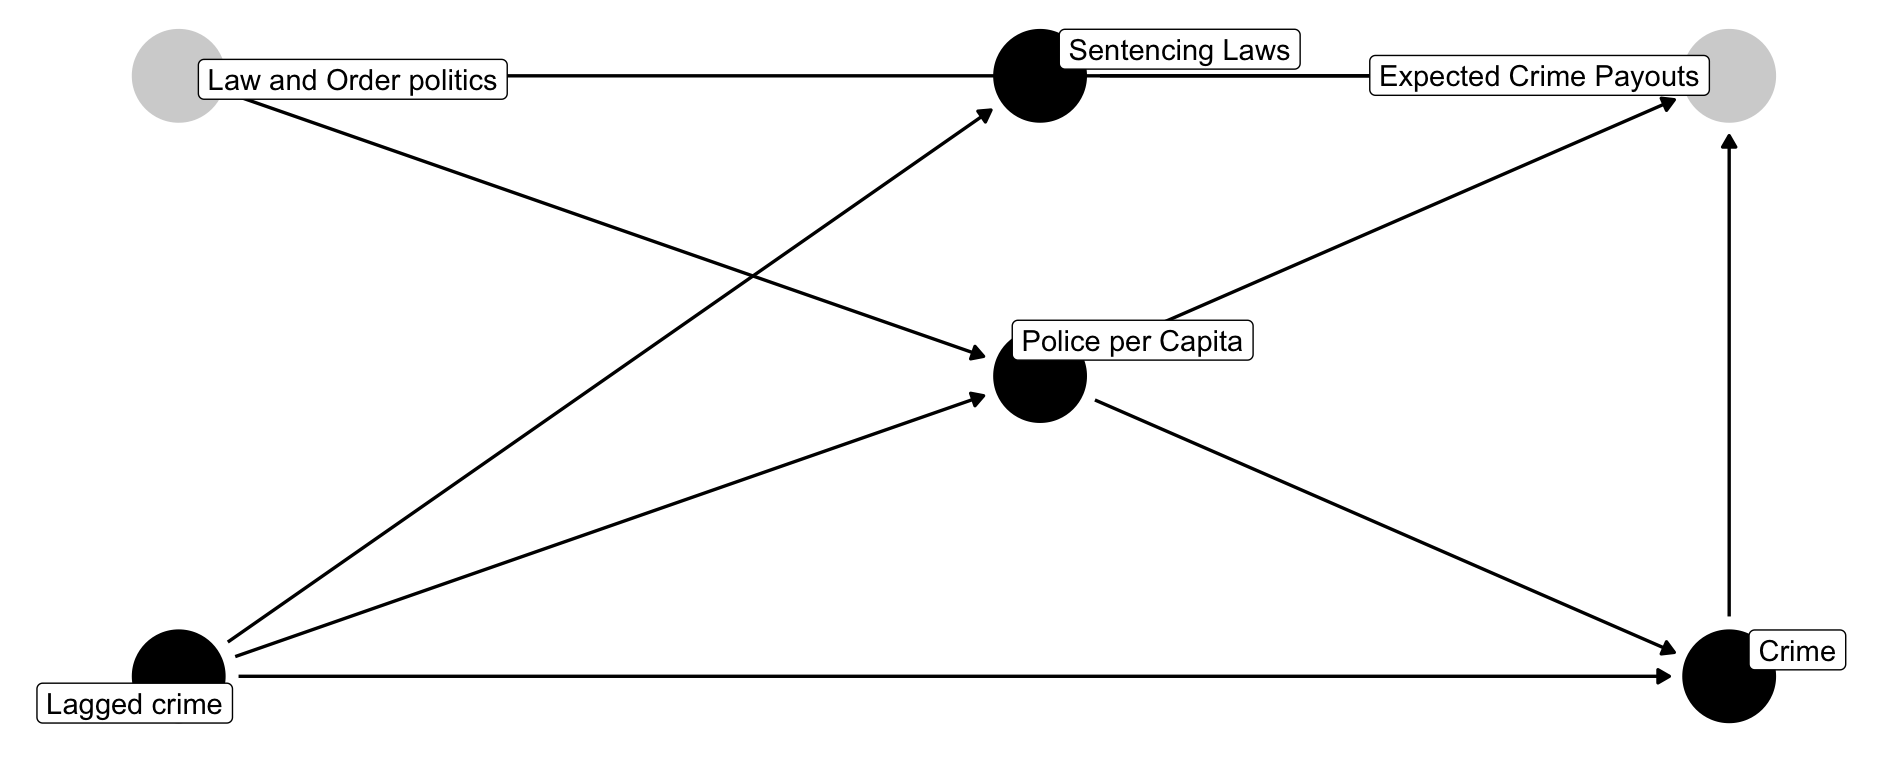 Law and Order politics
Sentencing Laws
Expected Crime Payouts
Police per Capita
Lagged crime
Crime